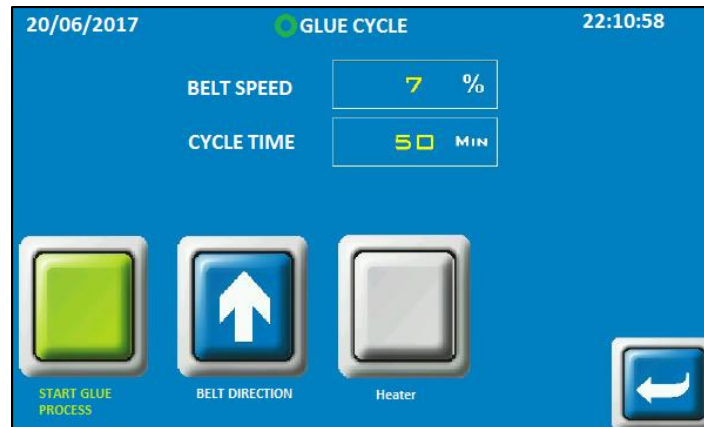 20/06/2017 GLUE CYCLE 22:10:58
BELT SPEED 7 %
CYCLE TIME 50 MIN
START GLUE
PROCESS
BELT DIRECTION
Heater